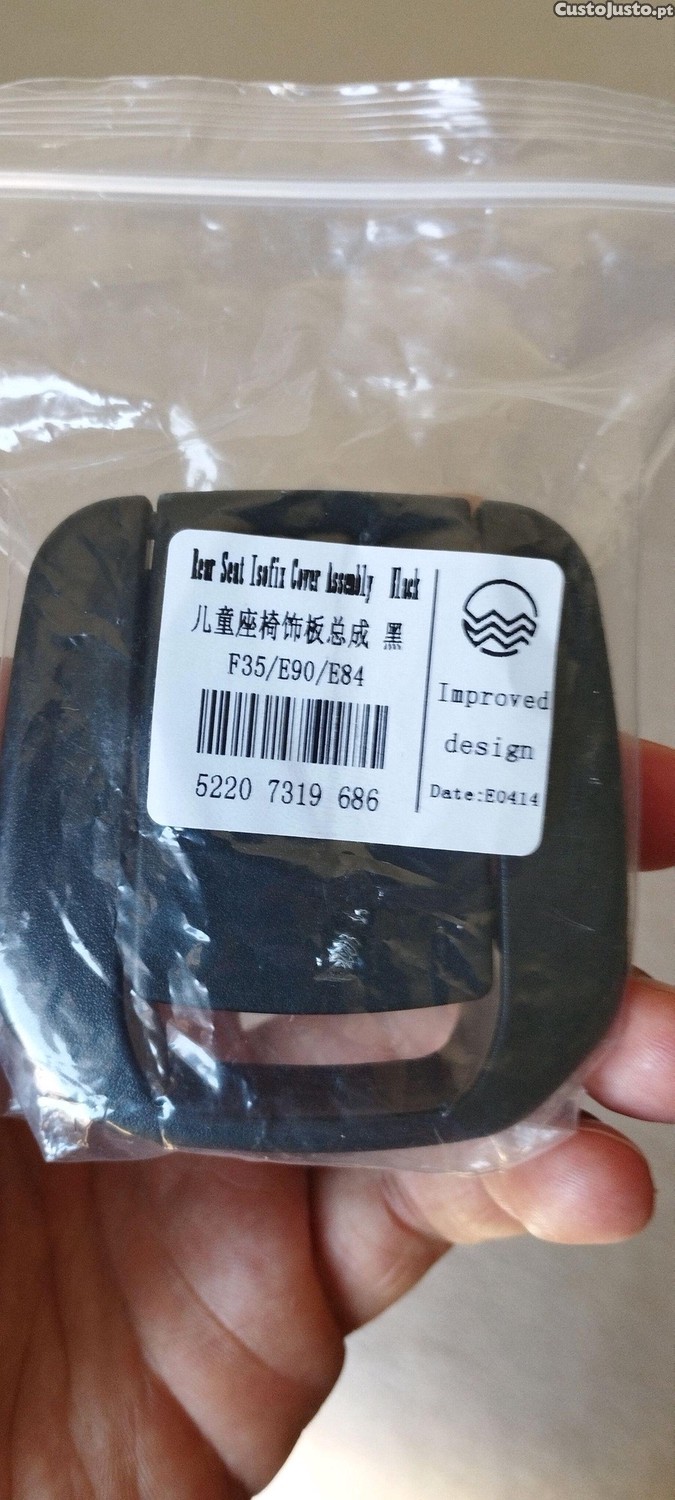 CustoJusto.pt
Rear Seat Isofix Cover Assembly Black
儿童座椅饰板总成 黑
F35/E90/E84
5220 7319 686
Improved
design
Date:E0414